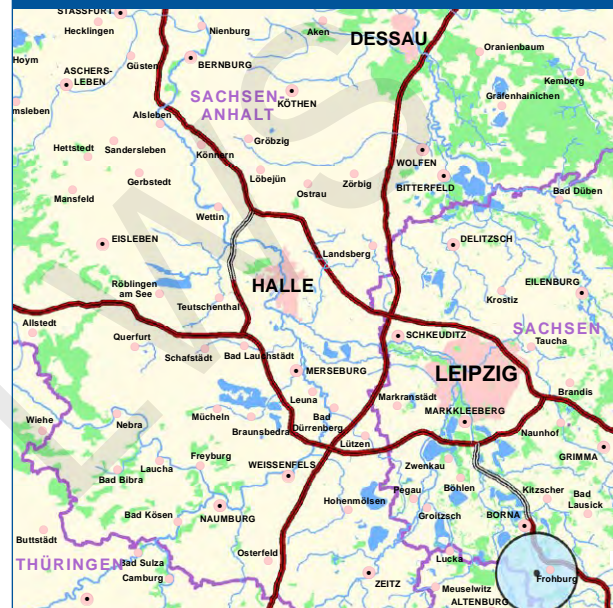 STASSFURT
Hecklingen
Nienburg
Aken
DESSAU
Oranienbaum
Hoym
ASCHERS-
LEBEN
Güsten
BERNBURG
Kemberg
SACHSEN-
ANHALT
KÖTHEN
Gräfenhainichen
Alsleben
Hettstedt
Sandersleben
Könnern
Gröbzig
WOLFEN
Gerbstedt
Löbejün
Ostrau
Zörbig
BITTERFELD
Mansfeld
Bad Düben
Wettin
EISLEBEN
DELITZSCH
Landsberg
Röblingen
am See
HALLE
EILENBURG
Teutschenthal
Krostiz
Allstedt
Querfurt
SCHKEUDITZ
SACHSEN
Taucha
Schafstädt
Bad Lauchstädt
MERSEBURG
LEIPZIG
Leuna
Markranstädt
Brandis
Wiehe
Nebra
Mücheln
Braunsbedra
Bad
Dürrenberg
MARKKLEEBERG
Naunhof
Lützen
GRIMMA
Laucha
Freyburg
Bad Bibra
WEISSENFELS
Zwenkau
Pegau
Böhlen
Kitzscher
Bad
Lausick
Hohenmölsen
Bad Kösen
NAUMBURG
Groitzsch
BORNA
Buttstädt
THÜRINGEN
Bad Sulza
Camburg
Osterfeld
Lucka
ZEITZ
Meuselwitz
Frohburg
ALTENBURG